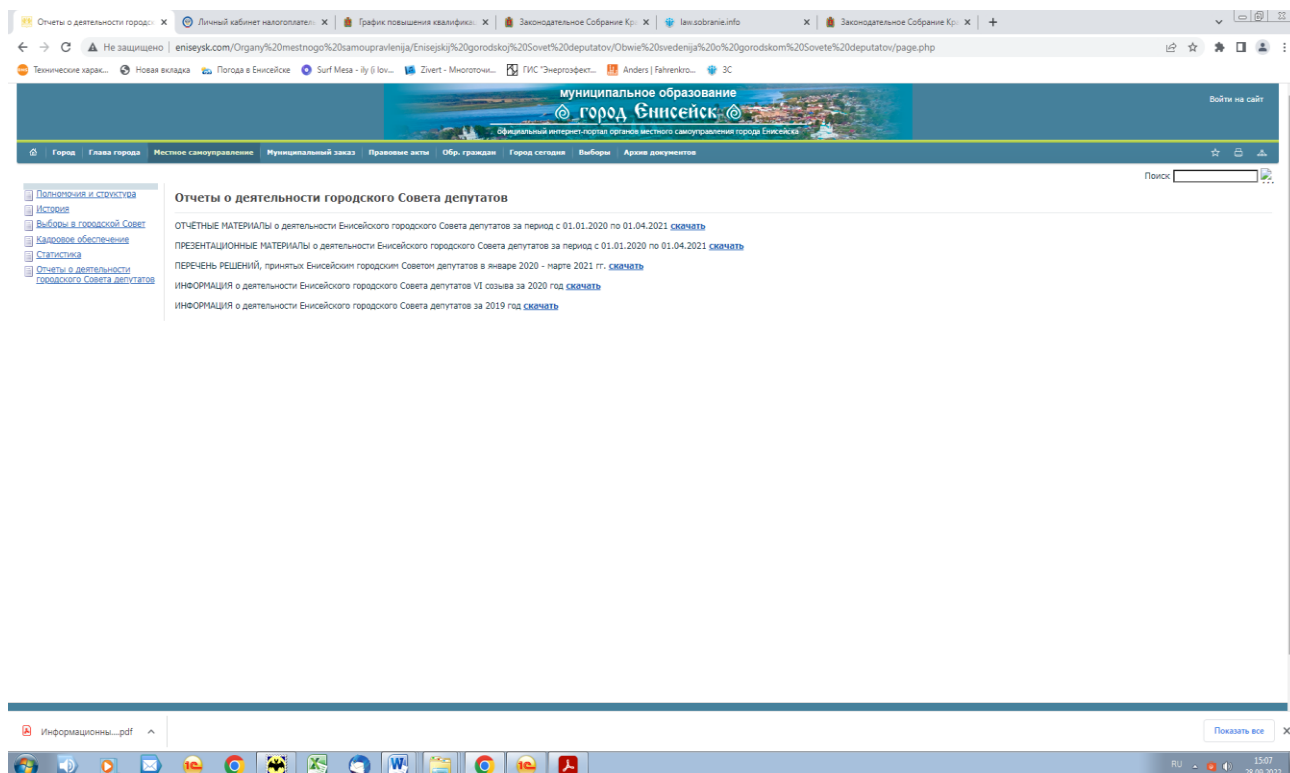 Отчеты о деятельности городс
Личный кабинет налогоплател
График повышения квалифика
Законодательное Собрание Кр
law.sobranie.info
Законодательное Собрание Кр
Не защищено | eniseysk.com/Organy%20mestnogo%20samoupravlenija/Enisejskij%20gorodskoj%20Sovet%20deputatov/Obwie%20svedenija%20o%20gorodskom%20Sovete%20deputatov/page.php
Технические харак... Новая вкладка Погода в Енисейске Surf Mesa - ily (i lov... Zivert - Многоточи... ГИС "Энергоэфект... Anders | Fahrenkro... ЗС
муниципальное образование
Войти на сайт
город Енисейск
официальный интернет-портал органов местного самоуправления города Енисейска
Город Глава города Местное самоуправление Муниципальный заказ Правовые акты Обр. граждан Город сегодня Выборы Архив документов
Поиск
Полномочия и структура
История
Выборы в городской Совет
Кадровое обеспечение
Статистика
Отчеты о деятельности
городского Совета депутатов
Отчеты о деятельности городского Совета депутатов
ОТЧЁТНЫЕ МАТЕРИАЛЫ о деятельности Енисейского городского Совета депутатов за период с 01.01.2020 по 01.04.2021 скачать
ПРЕЗЕНТАЦИОННЫЕ МАТЕРИАЛЫ о деятельности Енисейского городского Совета депутатов за период с 01.01.2020 по 01.04.2021 скачать
ПЕРЕЧЕНЬ РЕШЕНИЙ, принятых Енисейским городским Советом депутатов в январе 2020 - марте 2021 гг. скачать
ИНФОРМАЦИЯ о деятельности Енисейского городского Совета депутатов VI созыва за 2020 год скачать
ИНФОРМАЦИЯ о деятельности Енисейского городского Совета депутатов за 2019 год скачать
Информационны....pdf
Показать все
RU
15:07
28.09.2022